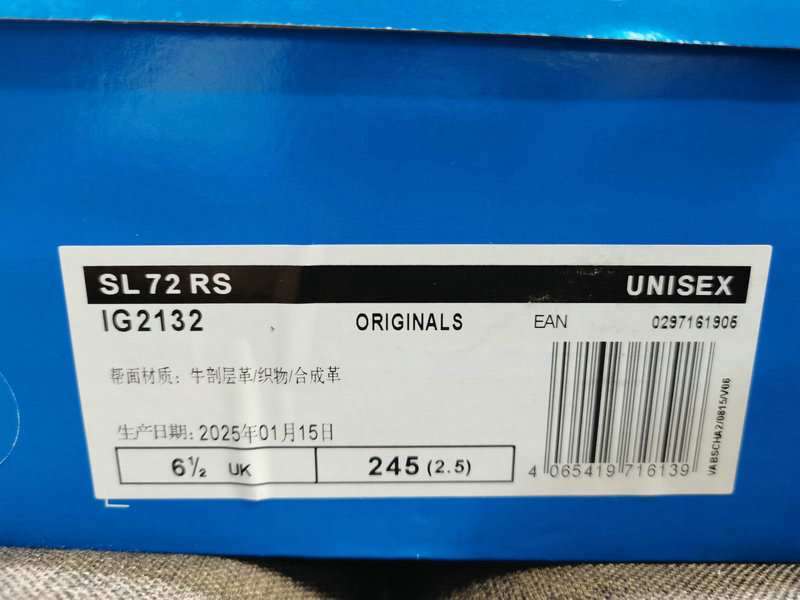 SL 72 RS UNISEX
IG2132 ORIGINALS EAN 0297161905
帮面材质：牛剖层革/织物/合成革
生产日期：2025年01月15日
6½ UK 245 (2.5)
4 065419 716139
VABSCHA2/0815/V06